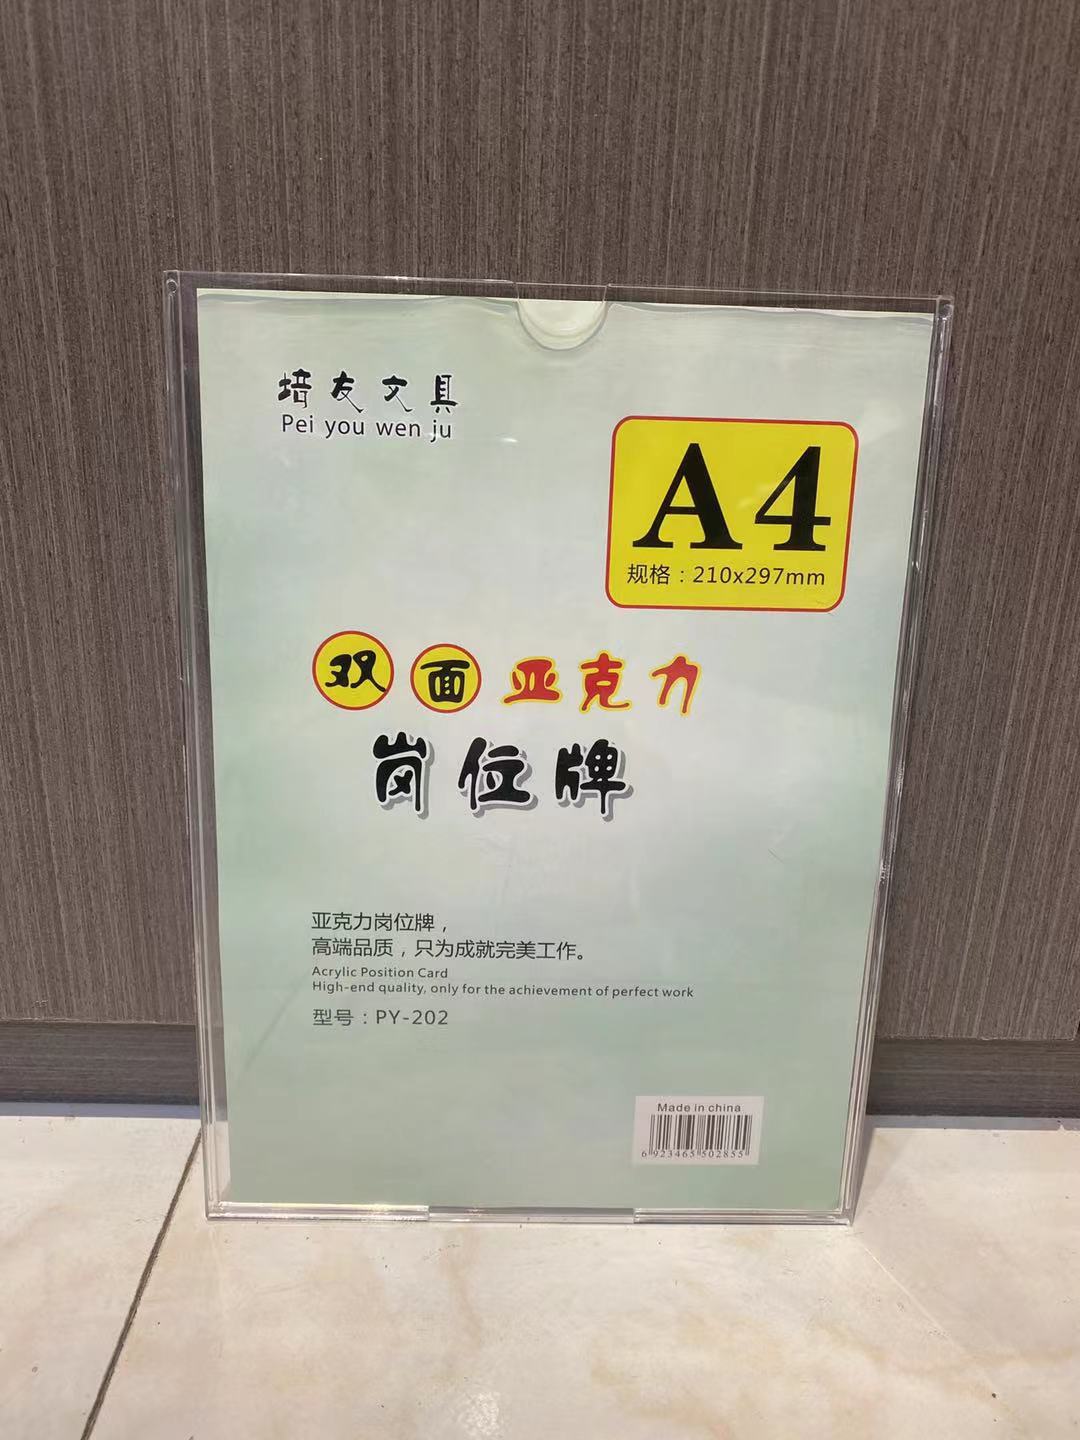 培友文具
Pei you wen ju
A4
规格：210x297mm
双面亚克力
岗位牌
亚克力岗位牌，
高端品质，只为成就完美工作。
Acrylic Position Card
High-end quality, only for the achievement of perfect work
型号：PY-202
Made in china
6 923465 502855